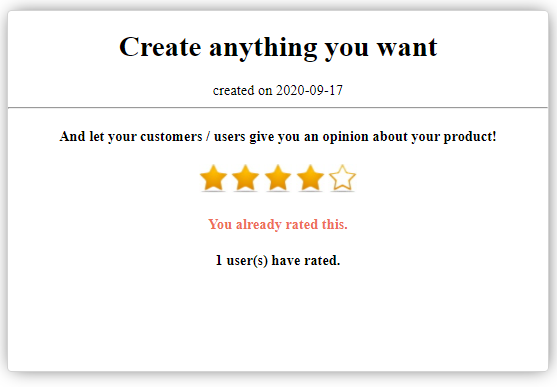 Create anything you want
created on 2020-09-17
And let your customers / users give you an opinion about your product!
You already rated this.
1 user(s) have rated.